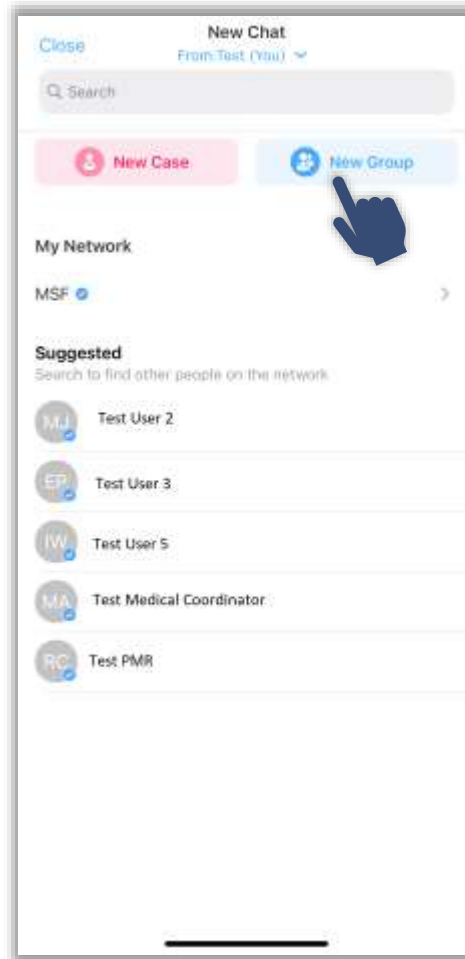 New Chat
Close
From:Test (You)
Search
New Case
New Group
My Network
MSF
Suggested
Search to find other people on the network
MJ
Test User 2
EP
Test User 3
IW
Test User 5
MA
Test Medical Coordinator
RC
Test PMR